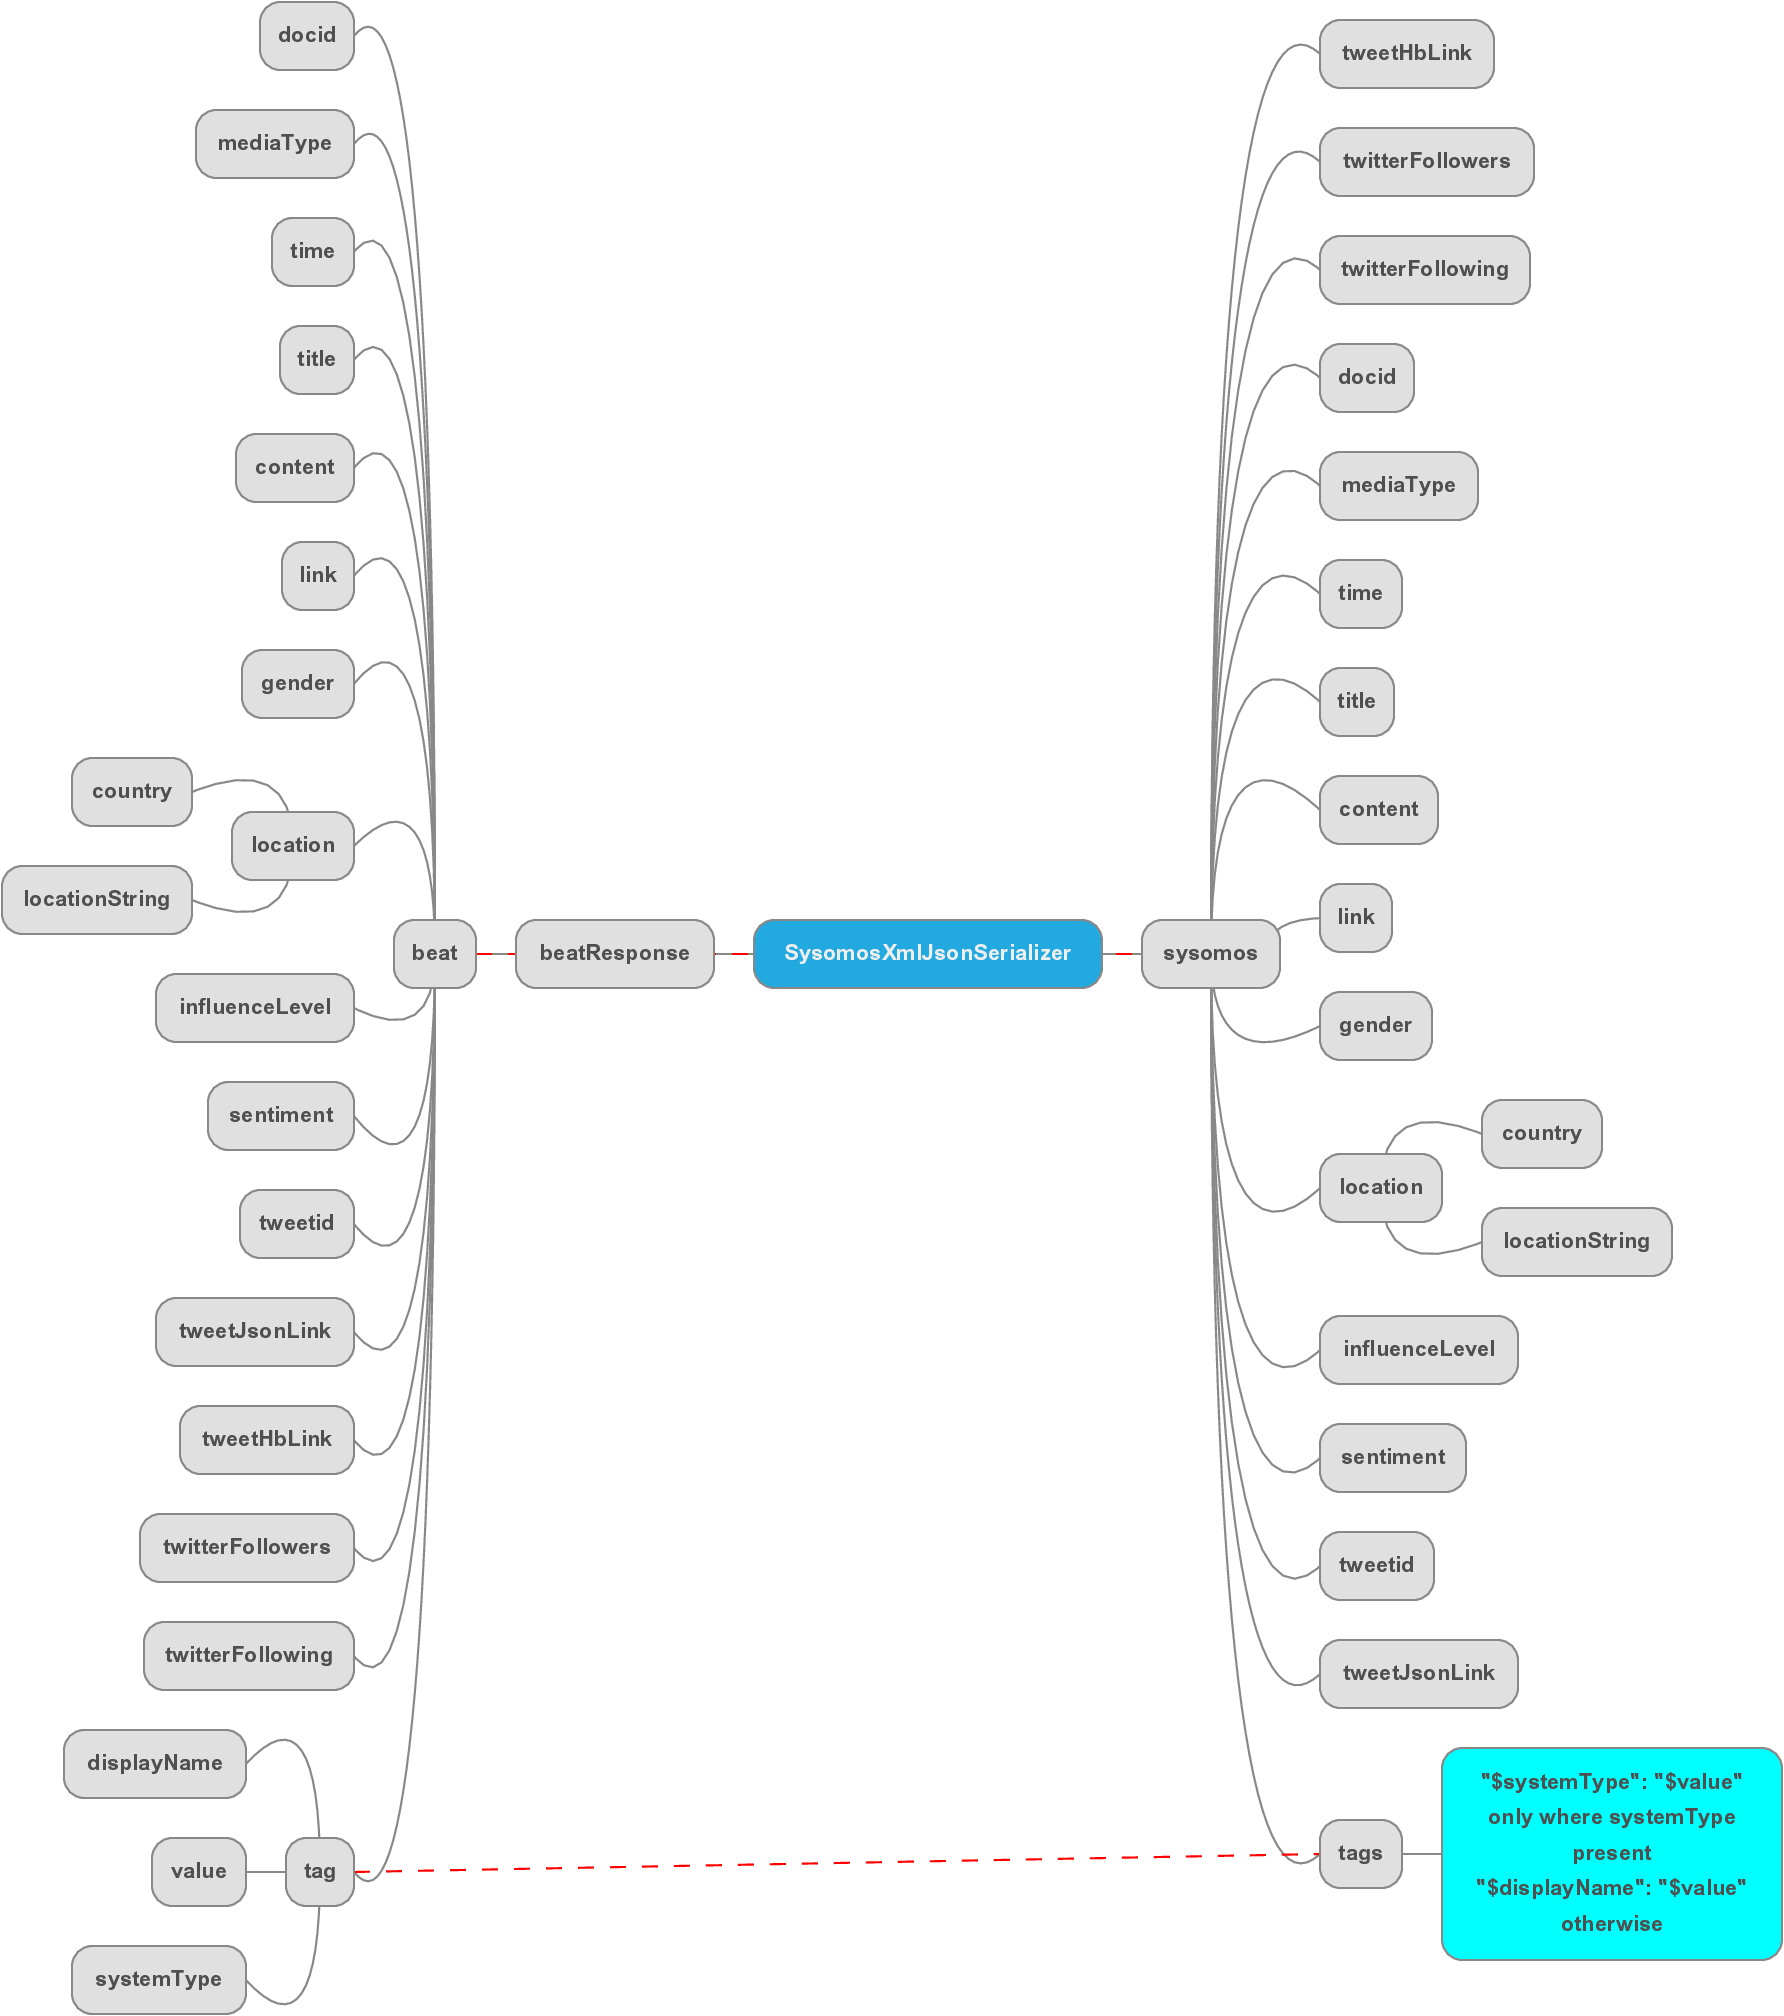 docid
mediaType
time
title
content
link
gender
country
location
locationString
beat
beatResponse
SysomosXmlJsonSerializer
sysomos
influenceLevel
sentiment
tweetid
tweetJsonLink
tweetHbLink
twitterFollowers
twitterFollowing
displayName
value
tag
systemType
tweetHbLink
twitterFollowers
twitterFollowing
docid
mediaType
time
title
content
link
gender
country
location
locationString
influenceLevel
sentiment
tweetid
tweetJsonLink
tags
"$systemType": "$value"
only where systemType
present
"$displayName": "$value"
otherwise